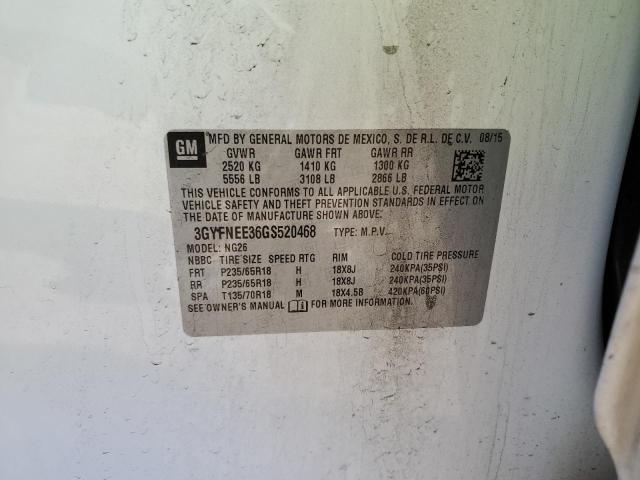 GM
MFD BY GENERAL MOTORS DE MEXICO, S. DE R.L. DE C.V. 08/15
GVWR GAWR FRT GAWR RR
2520 KG 1410 KG 1300 KG
5556 LB 3108 LB 2866 LB
THIS VEHICLE CONFORMS TO ALL APPLICABLE U.S. FEDERAL MOTOR
VEHICLE SAFETY AND THEFT PREVENTION STANDARDS IN EFFECT ON
THE DATE OF MANUFACTURE SHOWN ABOVE.
3GYFNEE36GS520468 TYPE: M.P.V.
MODEL: NG26
NBBC TIRE SIZE SPEED RTG RIM COLD TIRE PRESSURE
FRT P235/65R18 H 18X8J 240KPA(35PSI)
RR P235/65R18 H 18X8J 240KPA(35PSI)
SPA T135/70R18 M 18X4.5B 420KPA(60PSI)
SEE OWNER'S MANUAL FOR MORE INFORMATION.